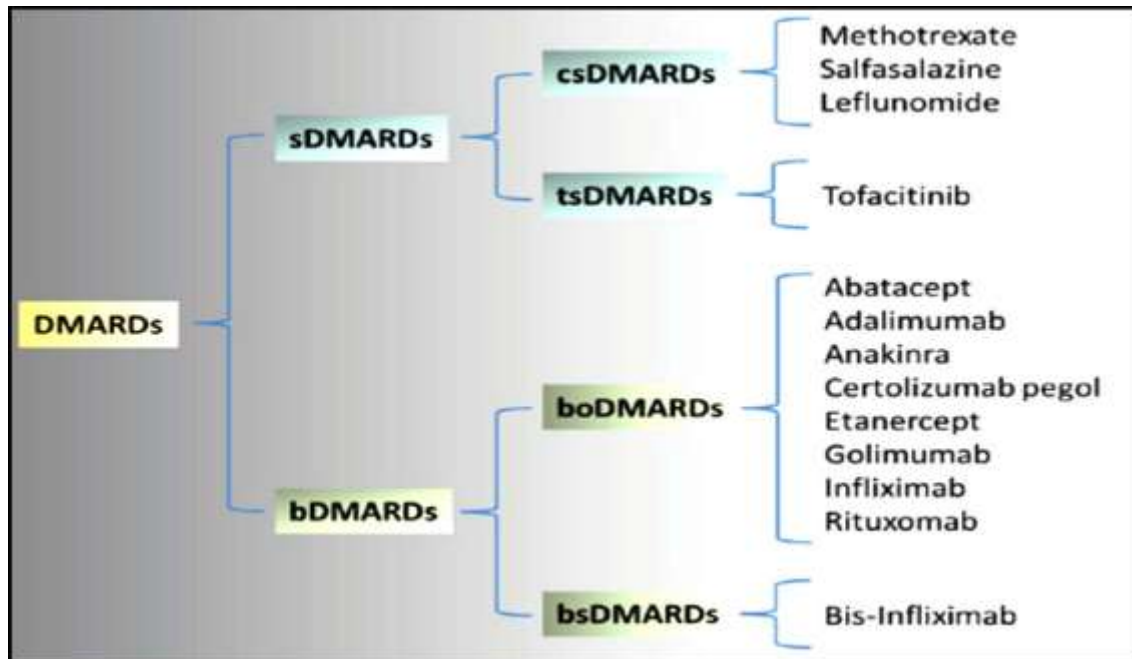 DMARDs
sDMARDs
csDMARDs
Methotrexate
Salfasalazine
Leflunomide
tsDMARDs
Tofacitinib
bDMARDs
boDMARDs
Abatacept
Adalimumab
Anakinra
Certolizumab pegol
Etanercept
Golimumab
Infliximab
Rituxomab
bsDMARDs
Bis-Infliximab